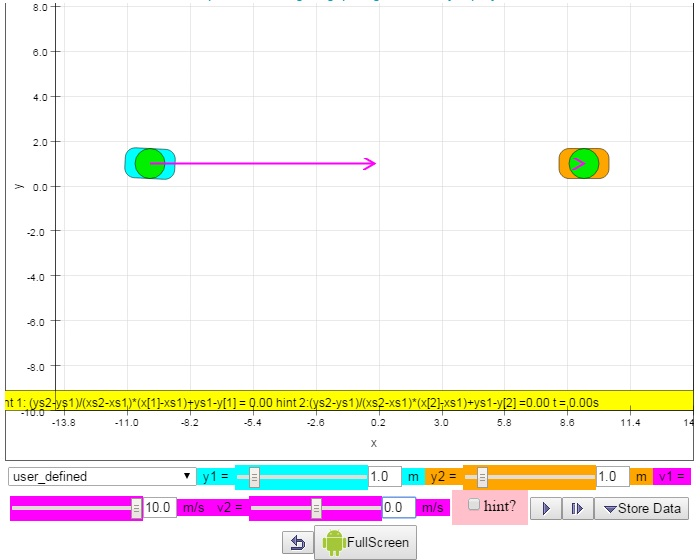 8.0
6.0
4.0
2.0
y 0.0
-2.0
-4.0
-6.0
-8.0
nt 1: (ys2-ys1)/(xs2-xs1)*(x[1]-xs1)+ys1-y[1] = 0.00 hint 2:(ys2-ys1)/(xs2-xs1)*(x[2]-xs1)+ys1-y[2] =0.00 t = 0.00s
-10.0
-13.8 -11.0 -8.2 -5.4 -2.6 0.2 3.0 5.8 8.6 11.4 14
x
user_defined y1 = 1.0 m y2 = 1.0 m v1 =
10.0 m/s v2 = 0.0 m/s hint? Store Data
FullScreen